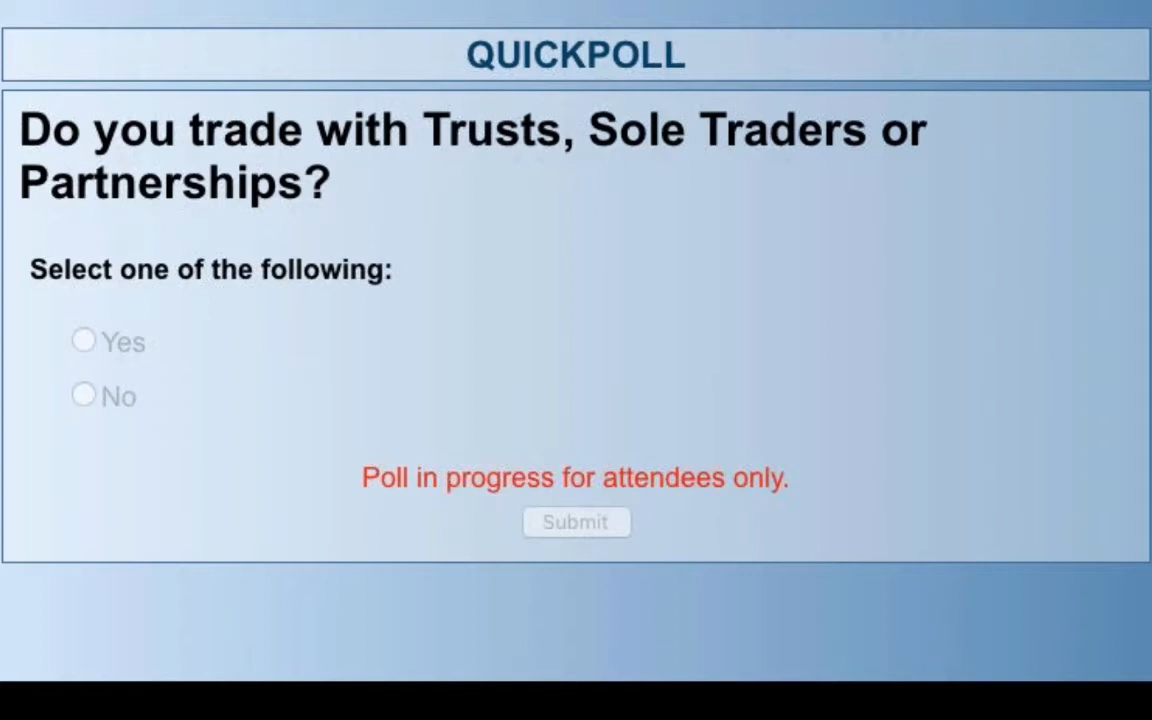 QUICKPOLL
Do you trade with Trusts, Sole Traders or
Partnerships?
Select one of the following:
Yes
No
Poll in progress for attendees only.
Submit